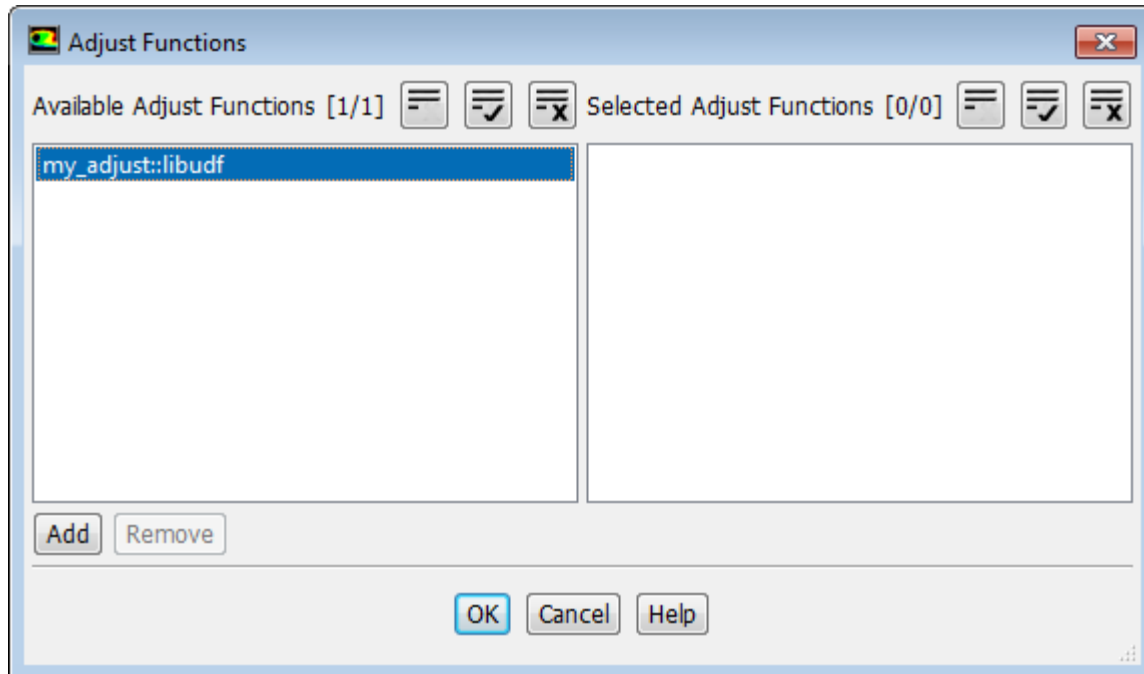 Adjust Functions
Available Adjust Functions [1/1] Selected Adjust Functions [0/0]
my_adjust::libudf
Add Remove
OK Cancel Help